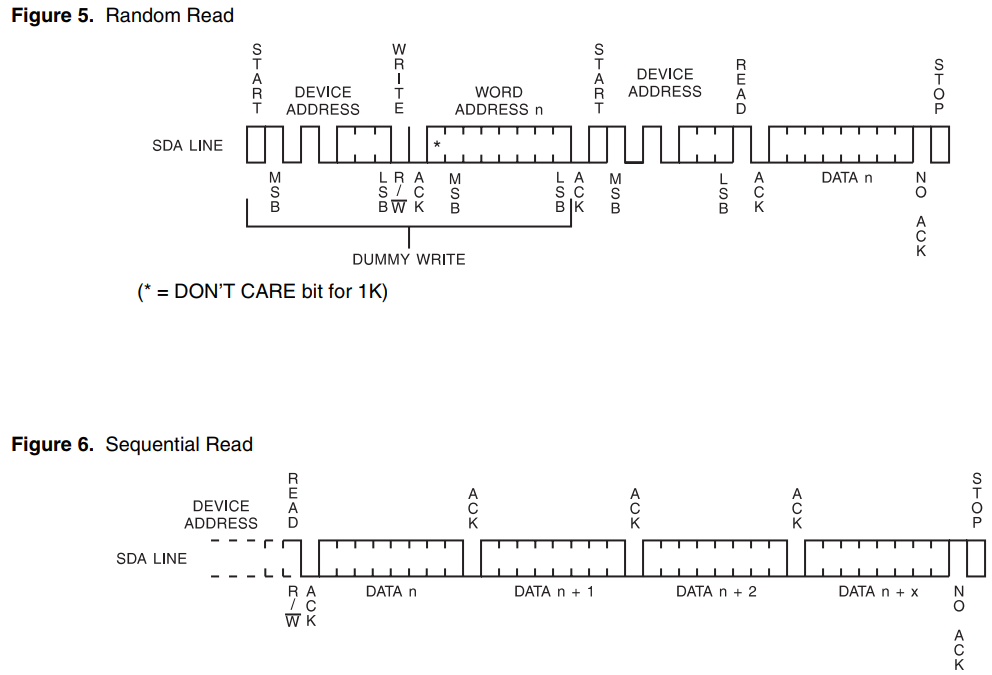 Figure 5. Random Read
START
WRITE
START
READ
STOP
DEVICE
ADDRESS
WORD
ADDRESS n
DEVICE
ADDRESS
SDA LINE
*
MSB
LSB
R/W
ACK
MSB
LSB
ACK
MSB
LSB
ACK
DATA n
NO ACK
DUMMY WRITE
(* = DON'T CARE bit for 1K)
Figure 6. Sequential Read
DEVICE
ADDRESS
READ
ACK
ACK
ACK
STOP
SDA LINE
R/W
ACK
DATA n
DATA n + 1
DATA n + 2
DATA n + x
NO ACK